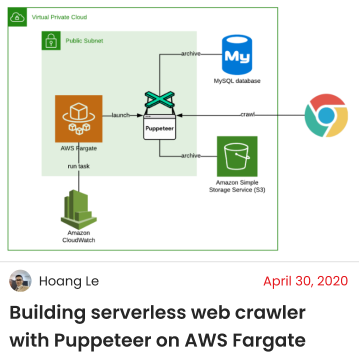 Virtual Private Cloud
Public Subnet
archive
My
MySQL database
launch
crawl
Puppeteer
AWS Fargate
archive
run task
Amazon Simple
Storage Service (S3)
Amazon
CloudWatch
Hoang Le
April 30, 2020
Building serverless web crawler
with Puppeteer on AWS Fargate